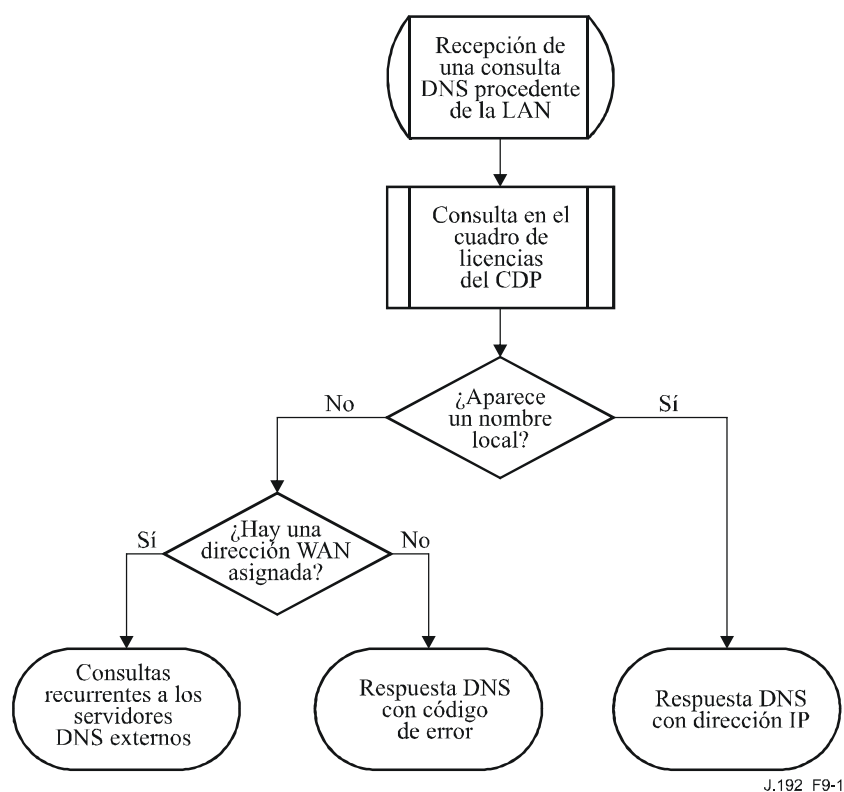 Recepción de
una consulta
DNS procedente
de la LAN
Consulta en el
cuadro de
licencias
del CDP
¿Aparece
un nombre
local?
No
Sí
¿Hay una
dirección WAN
asignada?
Sí
No
Consultas
recurrentes a los
servidores
DNS externos
Respuesta DNS
con código
de error
Respuesta DNS
con dirección IP
J.192_F9-1